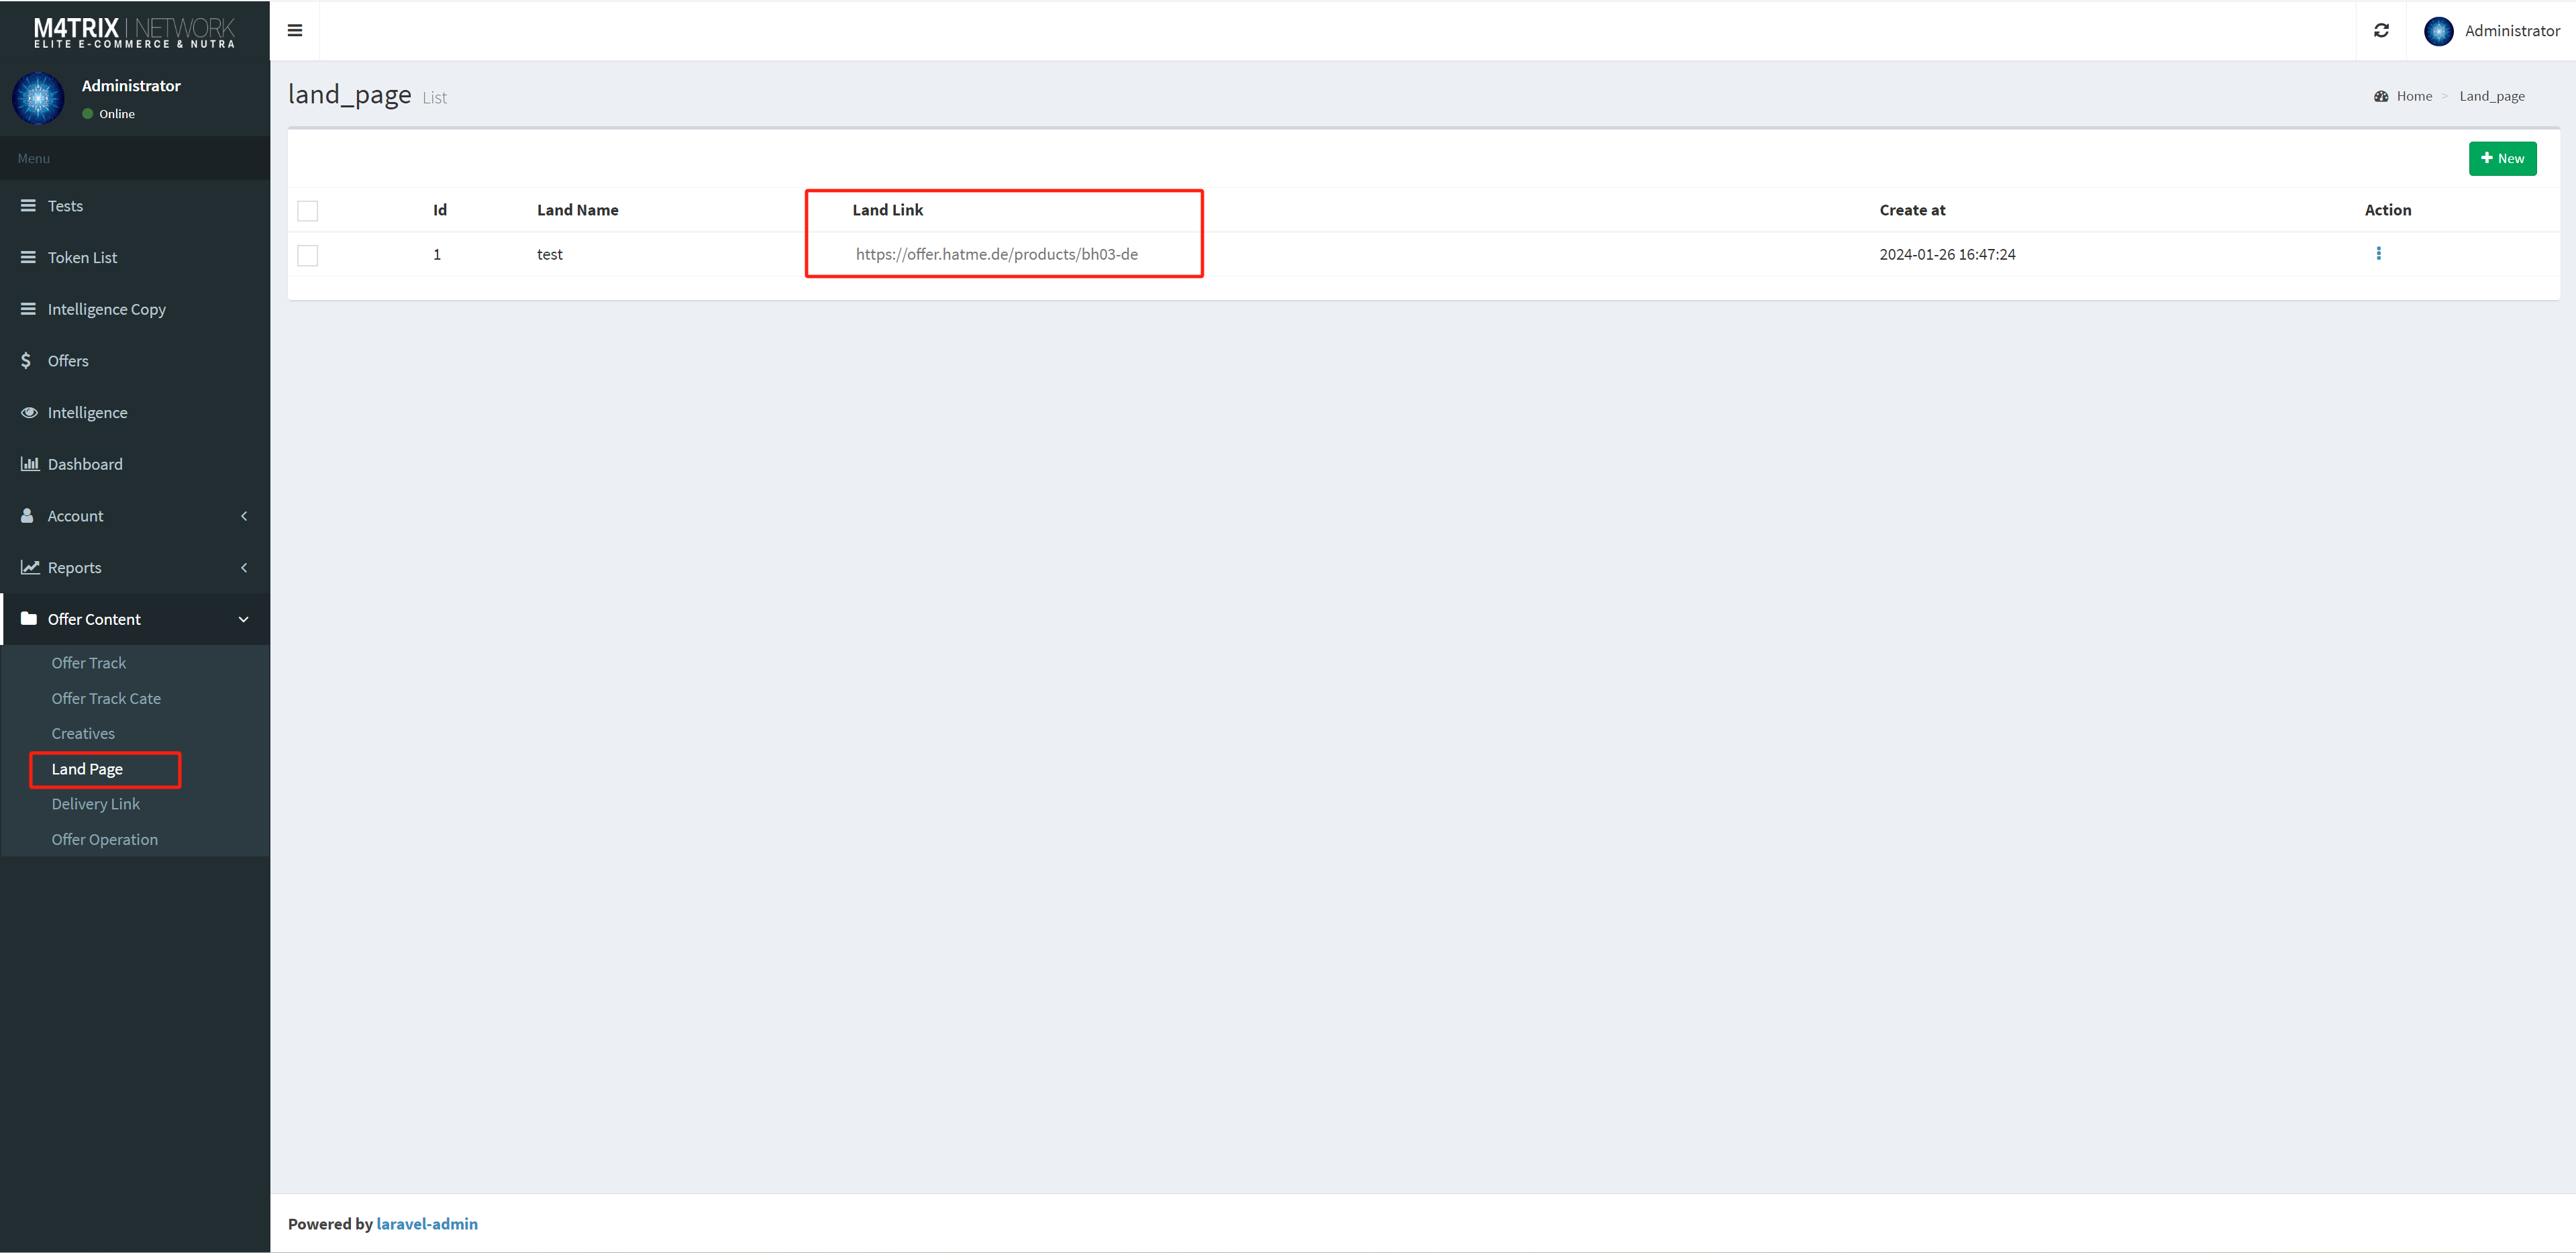 M4TRIX | NETWORK
ELITE E-COMMERCE & NUTRA
Administrator
Administrator
Online
land_page List
Home > Land_page
Menu
New
Id Land Name Land Link Create at Action
1 test https://offer.hatme.de/products/bh03-de 2024-01-26 16:47:24
Tests
Token List
Intelligence Copy
Offers
Intelligence
Dashboard
Account
Reports
Offer Content
Offer Track
Offer Track Cate
Creatives
Land Page
Delivery Link
Offer Operation
Powered by laravel-admin